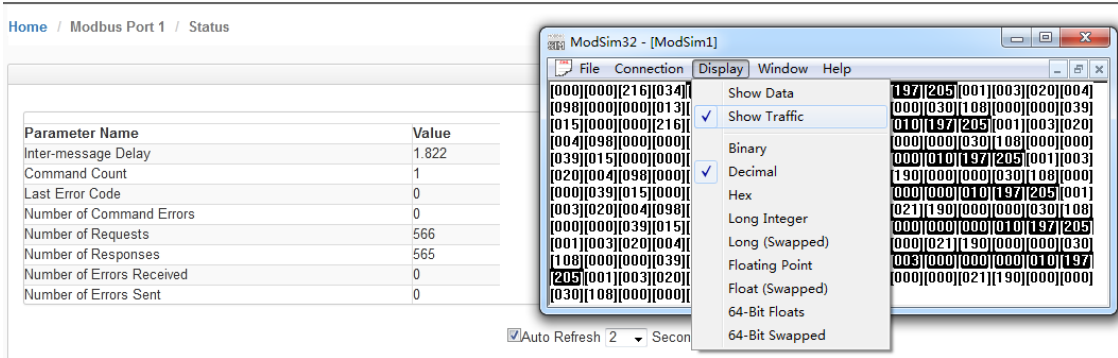 Home / Modbus Port 1 / Status
Parameter Name Value
Inter-message Delay 1.822
Command Count 1
Last Error Code 0
Number of Command Errors 0
Number of Requests 566
Number of Responses 565
Number of Errors Received 0
Number of Errors Sent 0
Auto Refresh 2 Secon
ModSim32 - [ModSim1]
File Connection Display Window Help
[000][000][216][034][
[098][000][000][013][
[015][000][000][216][
[004][098][000][000][
[039][015][000][000][
[020][004][098][000][
[000][039][015][000][
[003][020][004][098][
[000][000][039][015][
[001][003][020][004][
[108][000][000][039][
[205][001][003][020][
[030][108][000][000][
Show Data
✓ Show Traffic
Binary
✓ Decimal
Hex
Long Integer
Long (Swapped)
Floating Point
Float (Swapped)
64-Bit Floats
64-Bit Swapped
[197][205][001][003][020][004]
[000][030][108][000][000][039]
[010][197][205][001][003][020]
000][000][030][108][000][000]
000][010][197][205][001][003]
[190][000][000][030][108][000]
[000][000][010][197][205][001]
021][190][000][000][030][108]
[000][000][000][010][197][205]
000][021][190][000][000][030]
003][000][000][000][010][197]
[000][000][021][190][000][000]